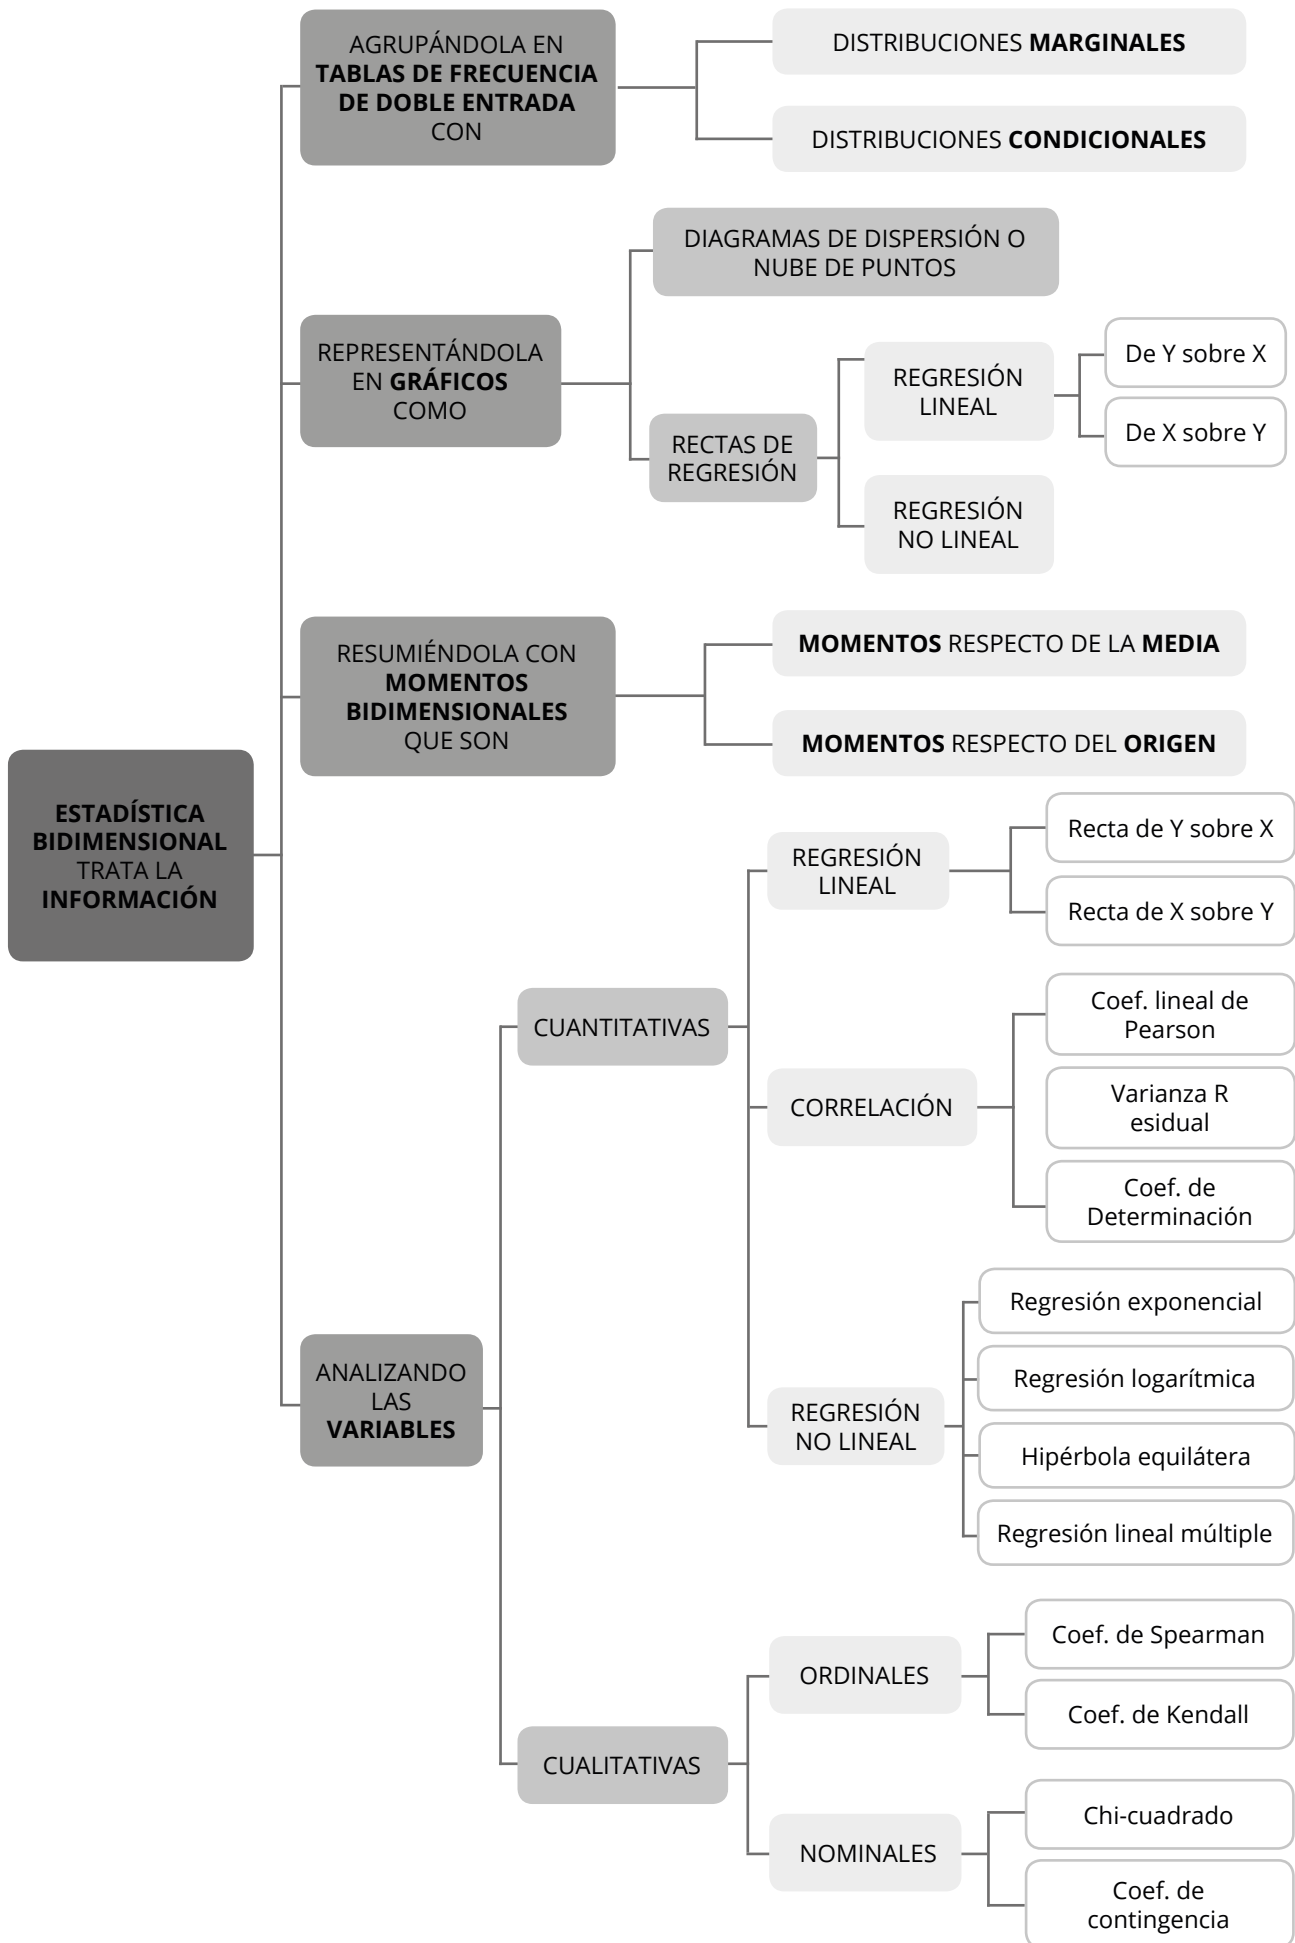 AGRUPÁNDOLA EN
TABLAS DE FRECUENCIA
DE DOBLE ENTRADA
CON
DISTRIBUCIONES MARGINALES
DISTRIBUCIONES CONDICIONALES
REPRESENTÁNDOLA
EN GRÁFICOS
COMO
DIAGRAMAS DE DISPERSIÓN O
NUBE DE PUNTOS
RECTAS DE
REGRESIÓN
REGRESIÓN
LINEAL
De Y sobre X
De X sobre Y
REGRESIÓN
NO LINEAL
RESUMIÉNDOLA CON
MOMENTOS
BIDIMENSIONALES
QUE SON
MOMENTOS RESPECTO DE LA MEDIA
MOMENTOS RESPECTO DEL ORIGEN
ESTADÍSTICA
BIDIMENSIONAL
TRATA LA
INFORMACIÓN
ANALIZANDO
LAS
VARIABLES
CUANTITATIVAS
REGRESIÓN
LINEAL
Recta de Y sobre X
Recta de X sobre Y
CORRELACIÓN
Coef. lineal de
Pearson
Varianza R
esidual
Coef. de
Determinación
REGRESIÓN
NO LINEAL
Regresión exponencial
Regresión logarítmica
Hipérbola equilátera
Regresión lineal múltiple
CUALITATIVAS
ORDINALES
Coef. de Spearman
Coef. de Kendall
NOMINALES
Chi-cuadrado
Coef. de
contingencia